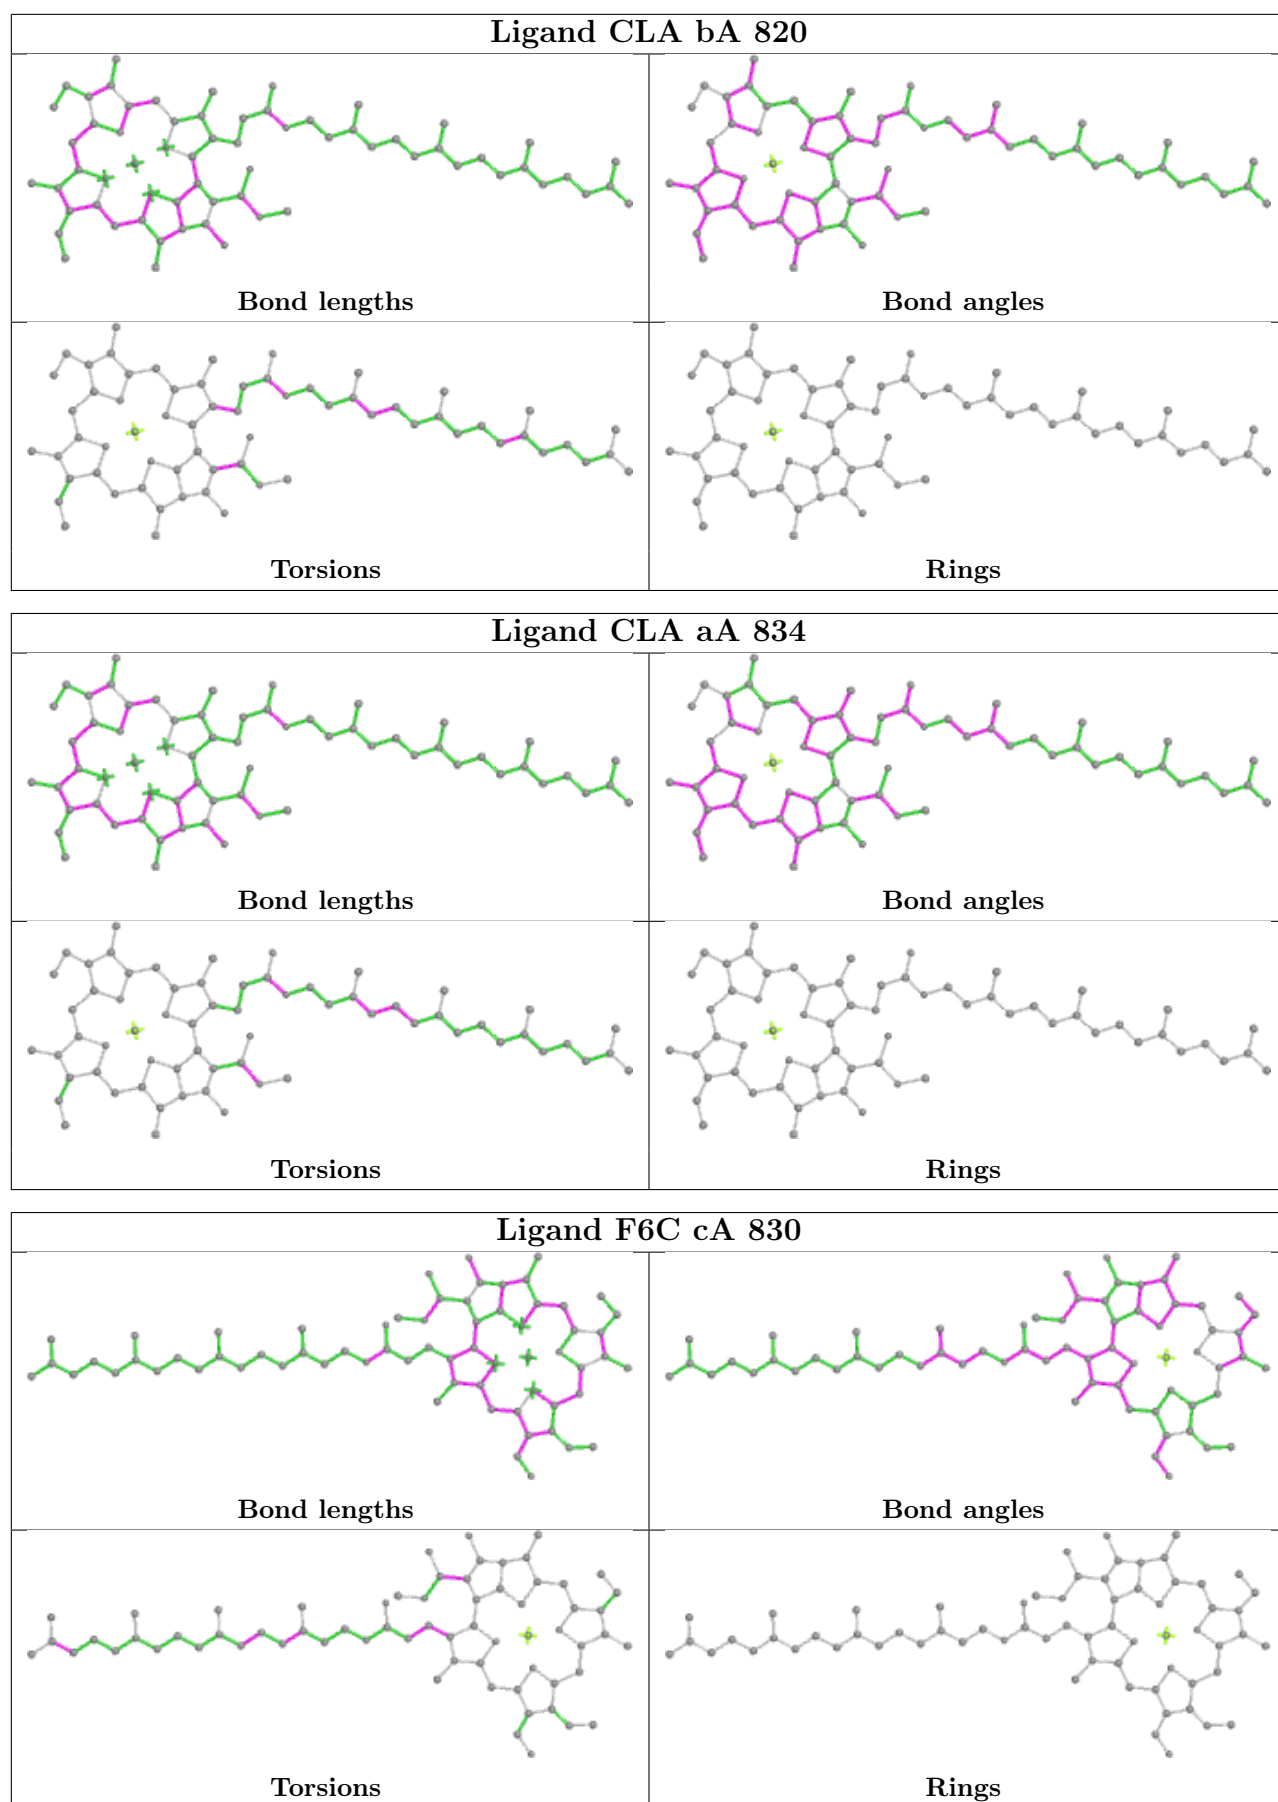 Ligand CLA bA 820
Bond lengths
Bond angles
Torsions
Rings
Ligand CLA aA 834
Bond lengths
Bond angles
Torsions
Rings
Ligand F6C cA 830
Bond lengths
Bond angles
Torsions
Rings